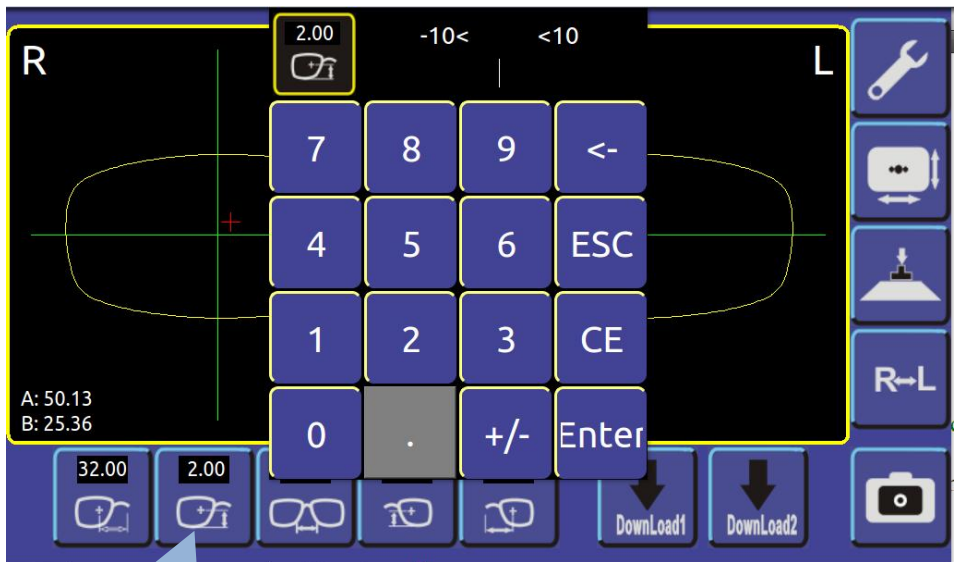 2.00 -10< <10
R L
7 8 9 <-
4 5 6 ESC
1 2 3 CE
0 . +/- Enter
A: 50.13
B: 25.36
R↔L
32.00 2.00
DownLoad1 DownLoad2